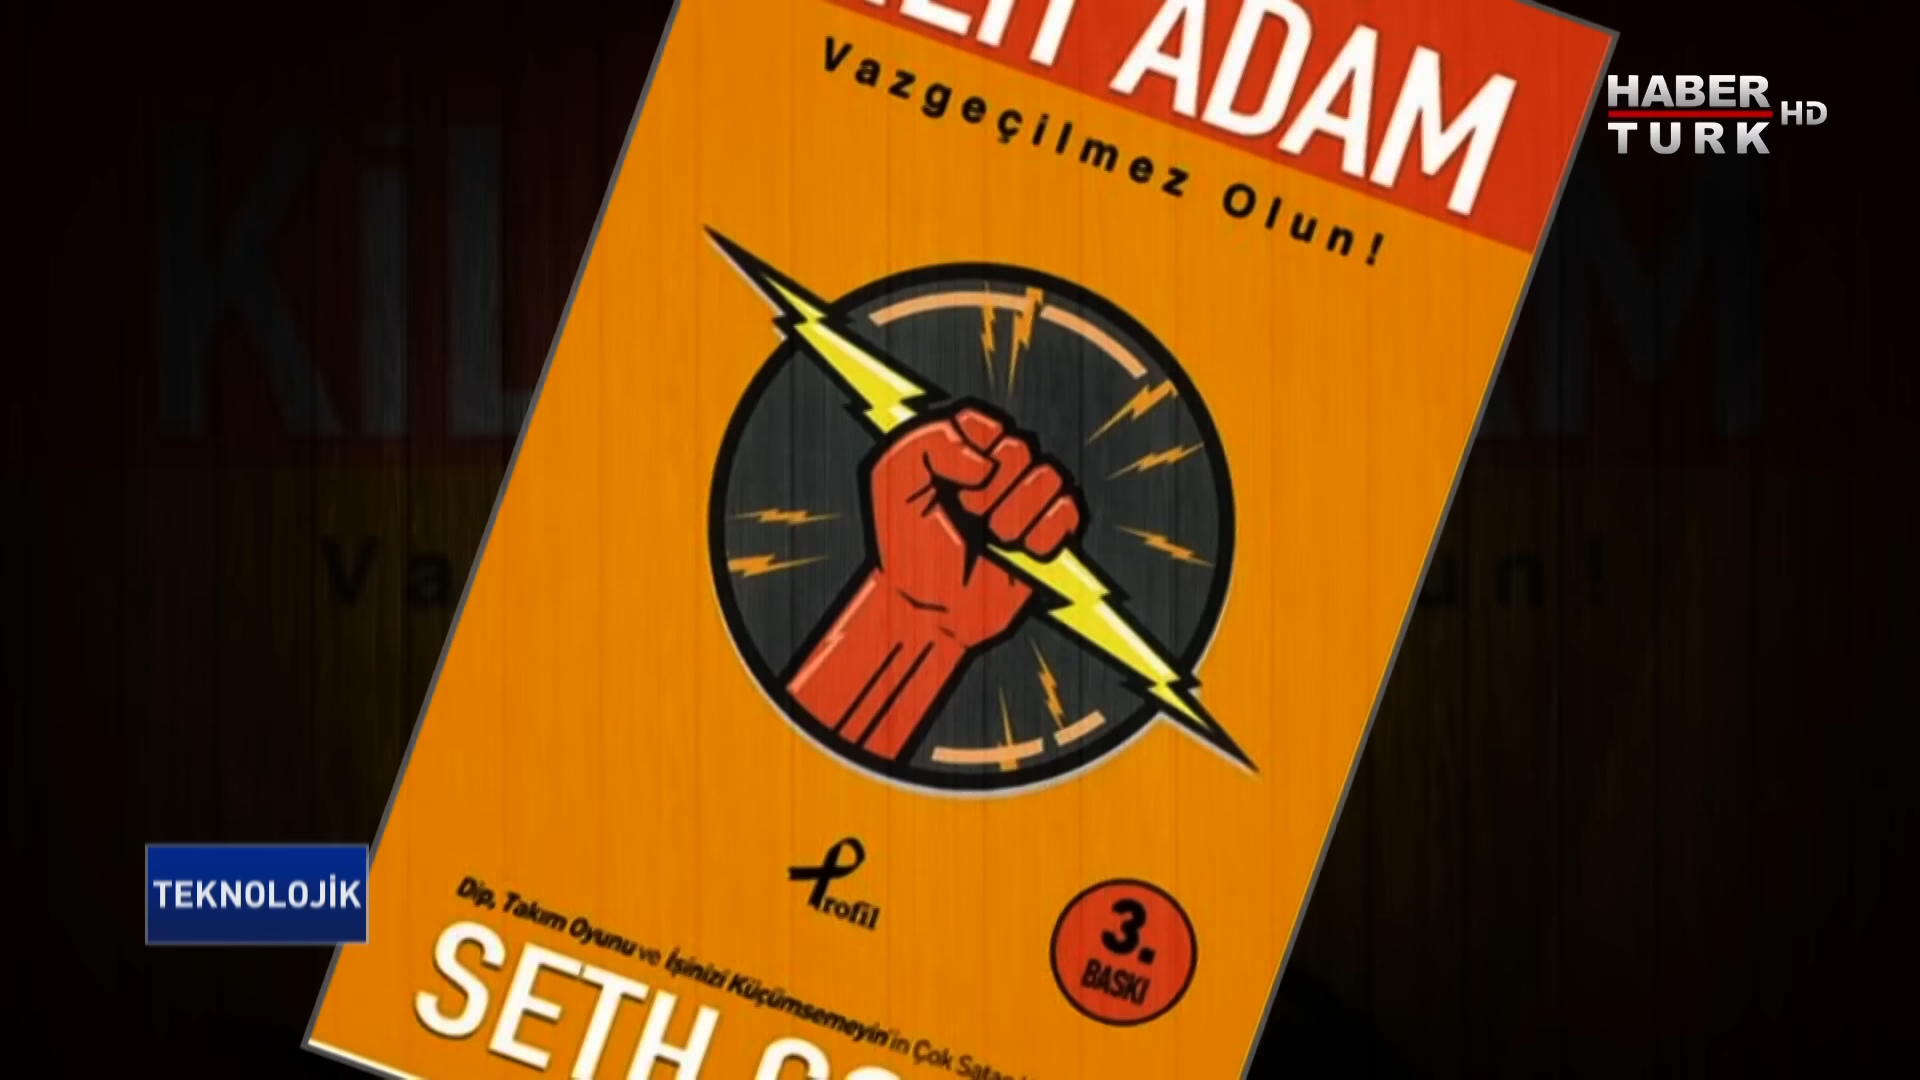 ADAM
Vazgeçilmez Olun!
HABER
TURK HD
TEKNOLOJİK
Profil
3.
BASKI
Dip, Takım Oyunu ve İşinizi Küçümsemeyin'in Çok
SETH